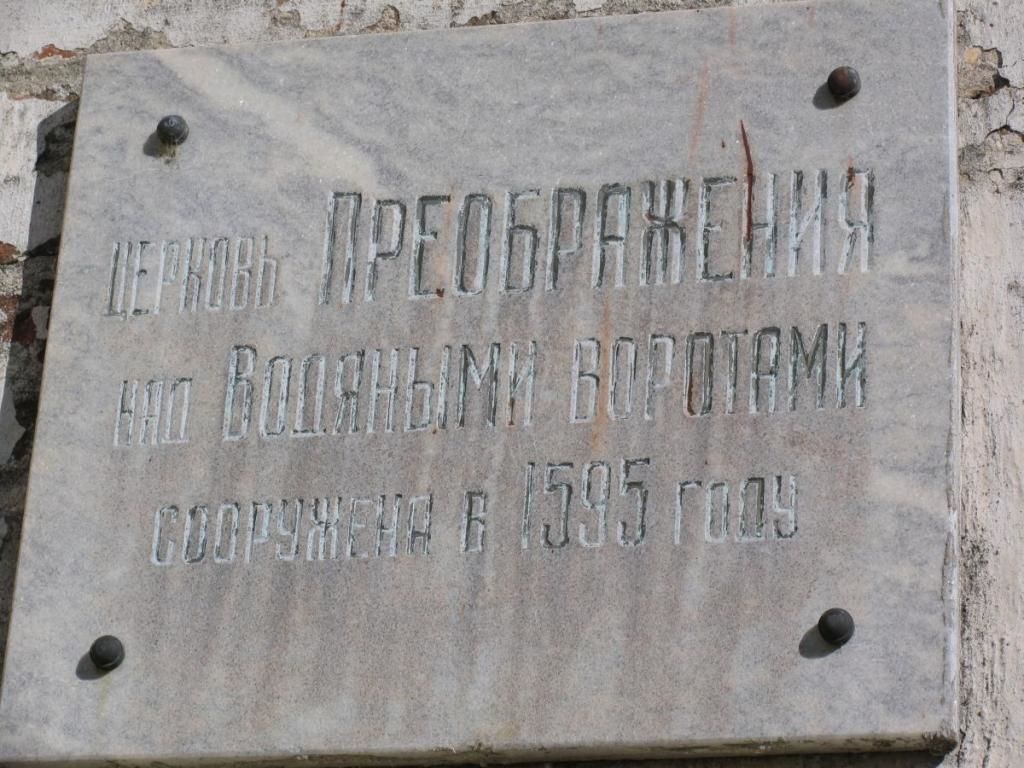 церковь Преображения
над Водяными воротами
сооружена в 1595 году